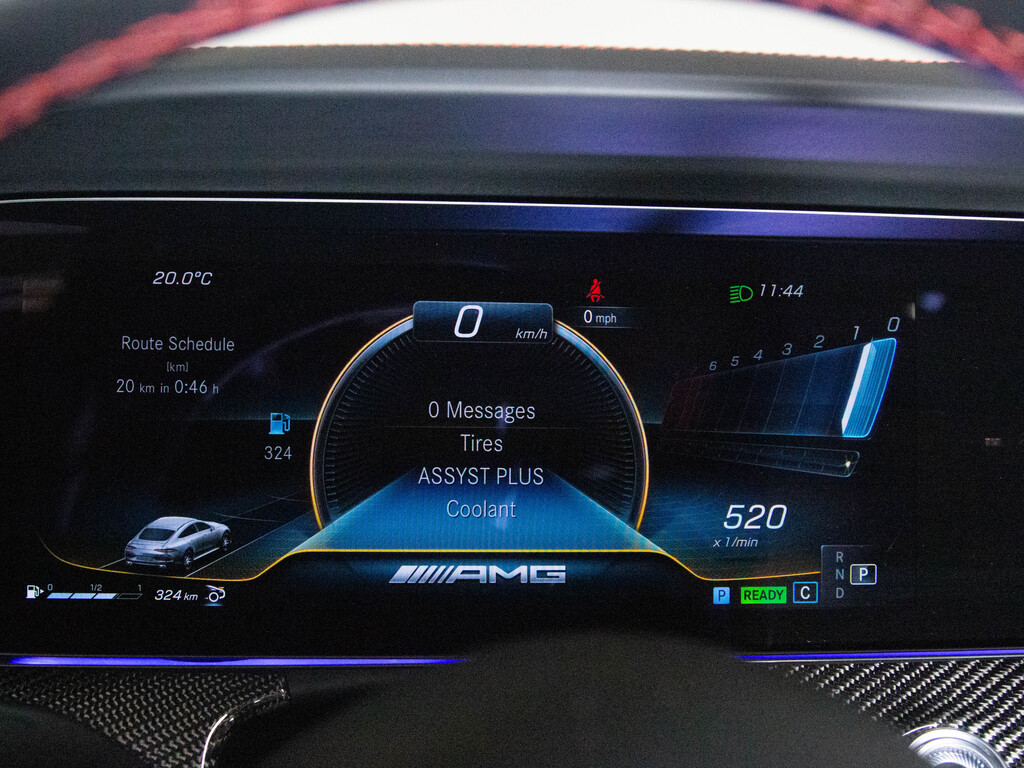 20.0°C
0 km/h
0 mph
11:44
Route Schedule
[km]
20 km in 0:46 h
6 5 4 3 2 1 0
0 Messages
Tires
ASSYST PLUS
Coolant
324
520
x 1/min
AMG
0 1/2 1
324 km
P READY C
R
N P
D